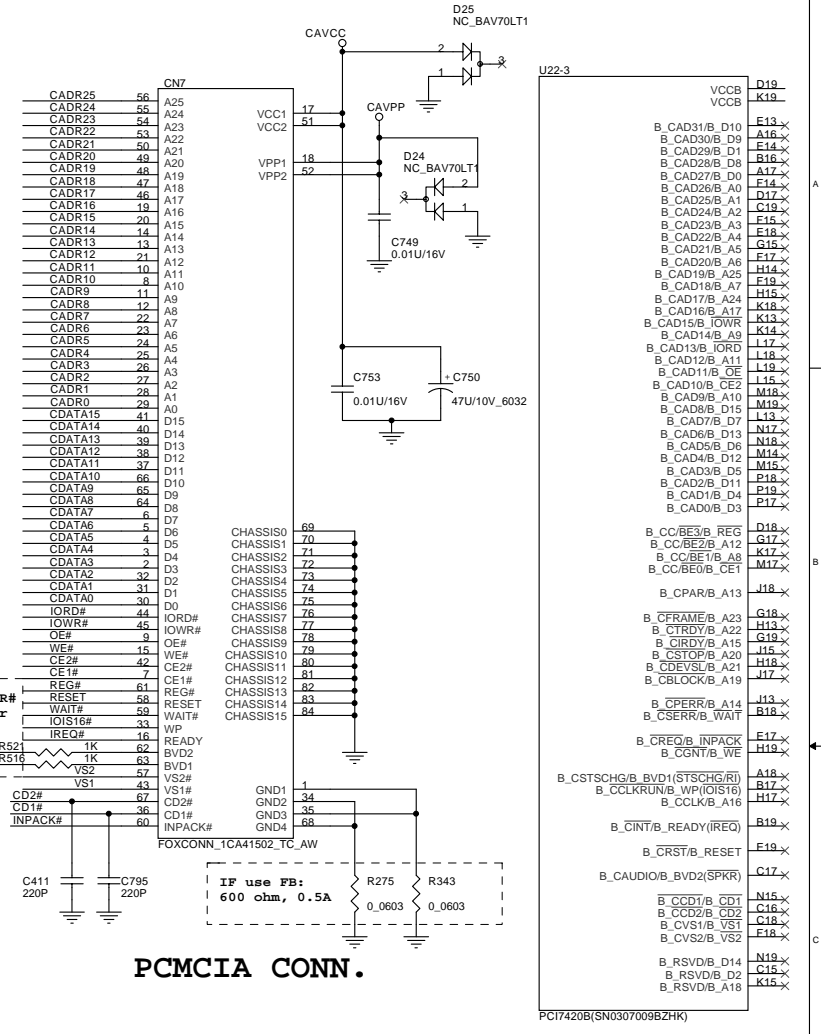 D25
NC_BAV70LT1
CAVCC
2
1
3
CN7
CADR25 56 A25
CADR24 55 A24
CADR23 54 A23
CADR22 53 A22
CADR21 50 A21
CADR20 49 A20
CADR19 48 A19
CADR18 47 A18
CADR17 46 A17
CADR16 19 A16
CADR15 20 A15
CADR14 14 A14
CADR13 13 A13
CADR12 21 A12
CADR11 10 A11
CADR10 8 A10
CADR9 11 A9
CADR8 12 A8
CADR7 22 A7
CADR6 23 A6
CADR5 24 A5
CADR4 25 A4
CADR3 26 A3
CADR2 27 A2
CADR1 28 A1
CADR0 29 A0
CDATA15 41 D15
CDATA14 40 D14
CDATA13 39 D13
CDATA12 38 D12
CDATA11 37 D11
CDATA10 66 D10
CDATA9 65 D9
CDATA8 64 D8
CDATA7 6 D7
CDATA6 5 D6
CDATA5 4 D5
CDATA4 3 D4
CDATA3 2 D3
CDATA2 32 D2
CDATA1 31 D1
CDATA0 30 D0
IORD# 44 IORD#
IOWR# 45 IOWR#
OE# 9 OE#
WE# 15 WE#
CE2# 42 CE2#
CE1# 7 CE1#
REG# 61 REG#
RESET 58 RESET
WAIT# 59 WAIT#
IOIS16# 33 WP
IREQ# 16 READY
R521 1K 62 BVD2
R516 1K 63 BVD1
VS2 57 VS2#
VS1 43 VS1#
CD2# 67 CD2#
CD1# 36 CD1#
INPACK# 60 INPACK#
R#
r
VCC1 17
VCC2 51
VPP1 18
VPP2 52
CHASSIS0 69
CHASSIS1 70
CHASSIS2 71
CHASSIS3 72
CHASSIS4 73
CHASSIS5 74
CHASSIS6 75
CHASSIS7 76
CHASSIS8 77
CHASSIS9 78
CHASSIS10 79
CHASSIS11 80
CHASSIS12 81
CHASSIS13 82
CHASSIS14 83
CHASSIS15 84
GND1 1
GND2 34
GND3 35
GND4 68
FOXCONN_1CA41502_TC_AW
CAVPP
D24
NC_BAV70LT1
3
2
1
C749
0.01U/16V
C753
0.01U/16V
+ C750
47U/10V_6032
C411
220P
C795
220P
IF use FB:
600 ohm, 0.5A
R275
0_0603
R343
0_0603
PCMCIA CONN.
U22-3
VCCB D19
VCCB K19
B_CAD31/B_D10 E13
B_CAD30/B_D9 A16
B_CAD29/B_D1 E14
B_CAD28/B_D8 B16
B_CAD27/B_D0 A17
B_CAD26/B_A0 F14
B_CAD25/B_A1 D17
B_CAD24/B_A2 C19
B_CAD23/B_A3 F15
B_CAD22/B_A4 E18
B_CAD21/B_A5 G15
B_CAD20/B_A6 F17
B_CAD19/B_A25 H14
B_CAD18/B_A7 F19
B_CAD17/B_A24 H15
B_CAD16/B_A17 K18
B_CAD15/B_IOWR K13
B_CAD14/B_A9 K14
B_CAD13/B_IORD L17
B_CAD12/B_A11 L18
B_CAD11/B_OE L19
B_CAD10/B_CE2 L15
B_CAD9/B_A10 M18
B_CAD8/B_D15 M19
B_CAD7/B_D7 L13
B_CAD6/B_D13 N17
B_CAD5/B_D6 N18
B_CAD4/B_D12 M14
B_CAD3/B_D5 M15
B_CAD2/B_D11 P18
B_CAD1/B_D4 P19
B_CAD0/B_D3 P17
B_CC/BE3/B_REG D18
B_CC/BE2/B_A12 G17
B_CC/BE1/B_A8 K17
B_CC/BE0/B_CE1 M17
B_CPAR/B_A13 J18
B_CFRAME/B_A23 G18
B_CTRDY/B_A22 H13
B_CIRDY/B_A15 G19
B_CSTOP/B_A20 J15
B_CDEVSL/B_A21 H18
B_CBLOCK/B_A19 J17
B_CPERR/B_A14 J13
B_CSERR/B_WAIT B18
B_CREQ/B_INPACK E17
B_CGNT/B_WE H19
B_CSTSCHG/B_BVD1(STSCHG/RI) A18
B_CCLKRUN/B_WP(IOIS16) B17
B_CCLK/B_A16 H17
B_CINT/B_READY(IREQ) B19
B_CRST/B_RESET E19
B_CAUDIO/B_BVD2(SPKR) C17
B_CCD1/B_CD1 N15
B_CCD2/B_CD2 C16
B_CVS1/B_VS1 C18
B_CVS2/B_VS2 F18
B_RSVD/B_D14 N19
B_RSVD/B_D2 C15
B_RSVD/B_A18 K15
PCI7420B(SN0307009BZHK)
A
B
C